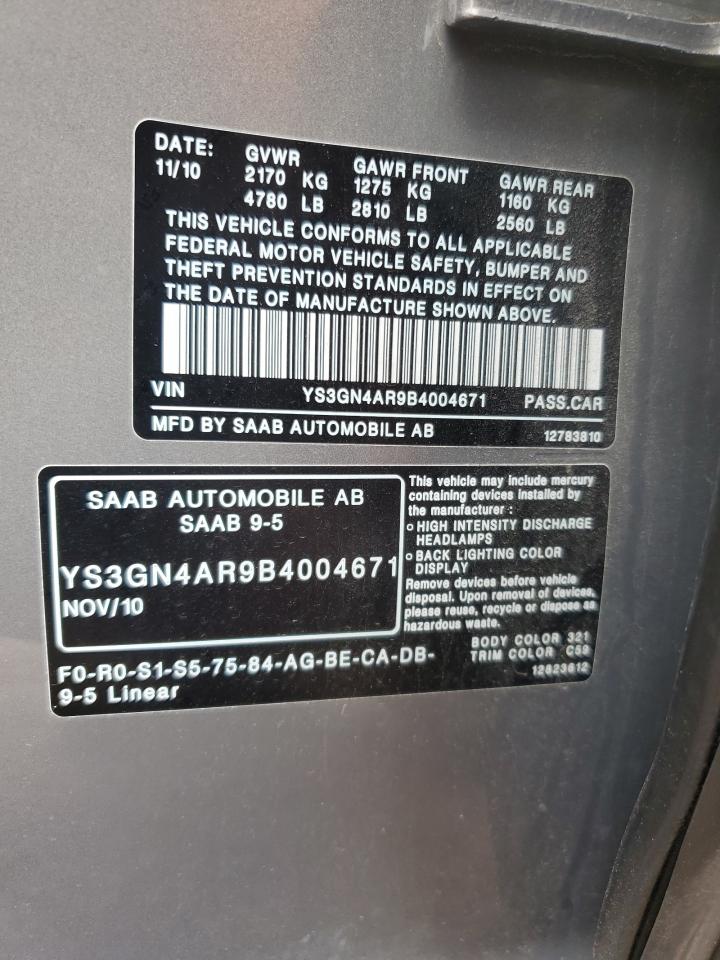 DATE: GVWR GAWR FRONT GAWR REAR
11/10 2170 KG 1275 KG 1160 KG
4780 LB 2810 LB 2560 LB
THIS VEHICLE CONFORMS TO ALL APPLICABLE
FEDERAL MOTOR VEHICLE SAFETY, BUMPER AND
THEFT PREVENTION STANDARDS IN EFFECT ON
THE DATE OF MANUFACTURE SHOWN ABOVE.
VIN YS3GN4AR9B4004671 PASS.CAR
MFD BY SAAB AUTOMOBILE AB 12783810
SAAB AUTOMOBILE AB
SAAB 9-5
YS3GN4AR9B4004671
NOV/10
This vehicle may include mercury
containing devices installed by
the manufacturer :
o HIGH INTENSITY DISCHARGE
HEADLAMPS
o BACK LIGHTING COLOR
DISPLAY
Remove devices before vehicle
disposal. Upon removal of devices,
please reuse, recycle or dispose as
hazardous waste.
BODY COLOR 321
TRIM COLOR C59
12823612
F0-R0-S1-S5-75-84-AG-BE-CA-DB-
9-5 Linear